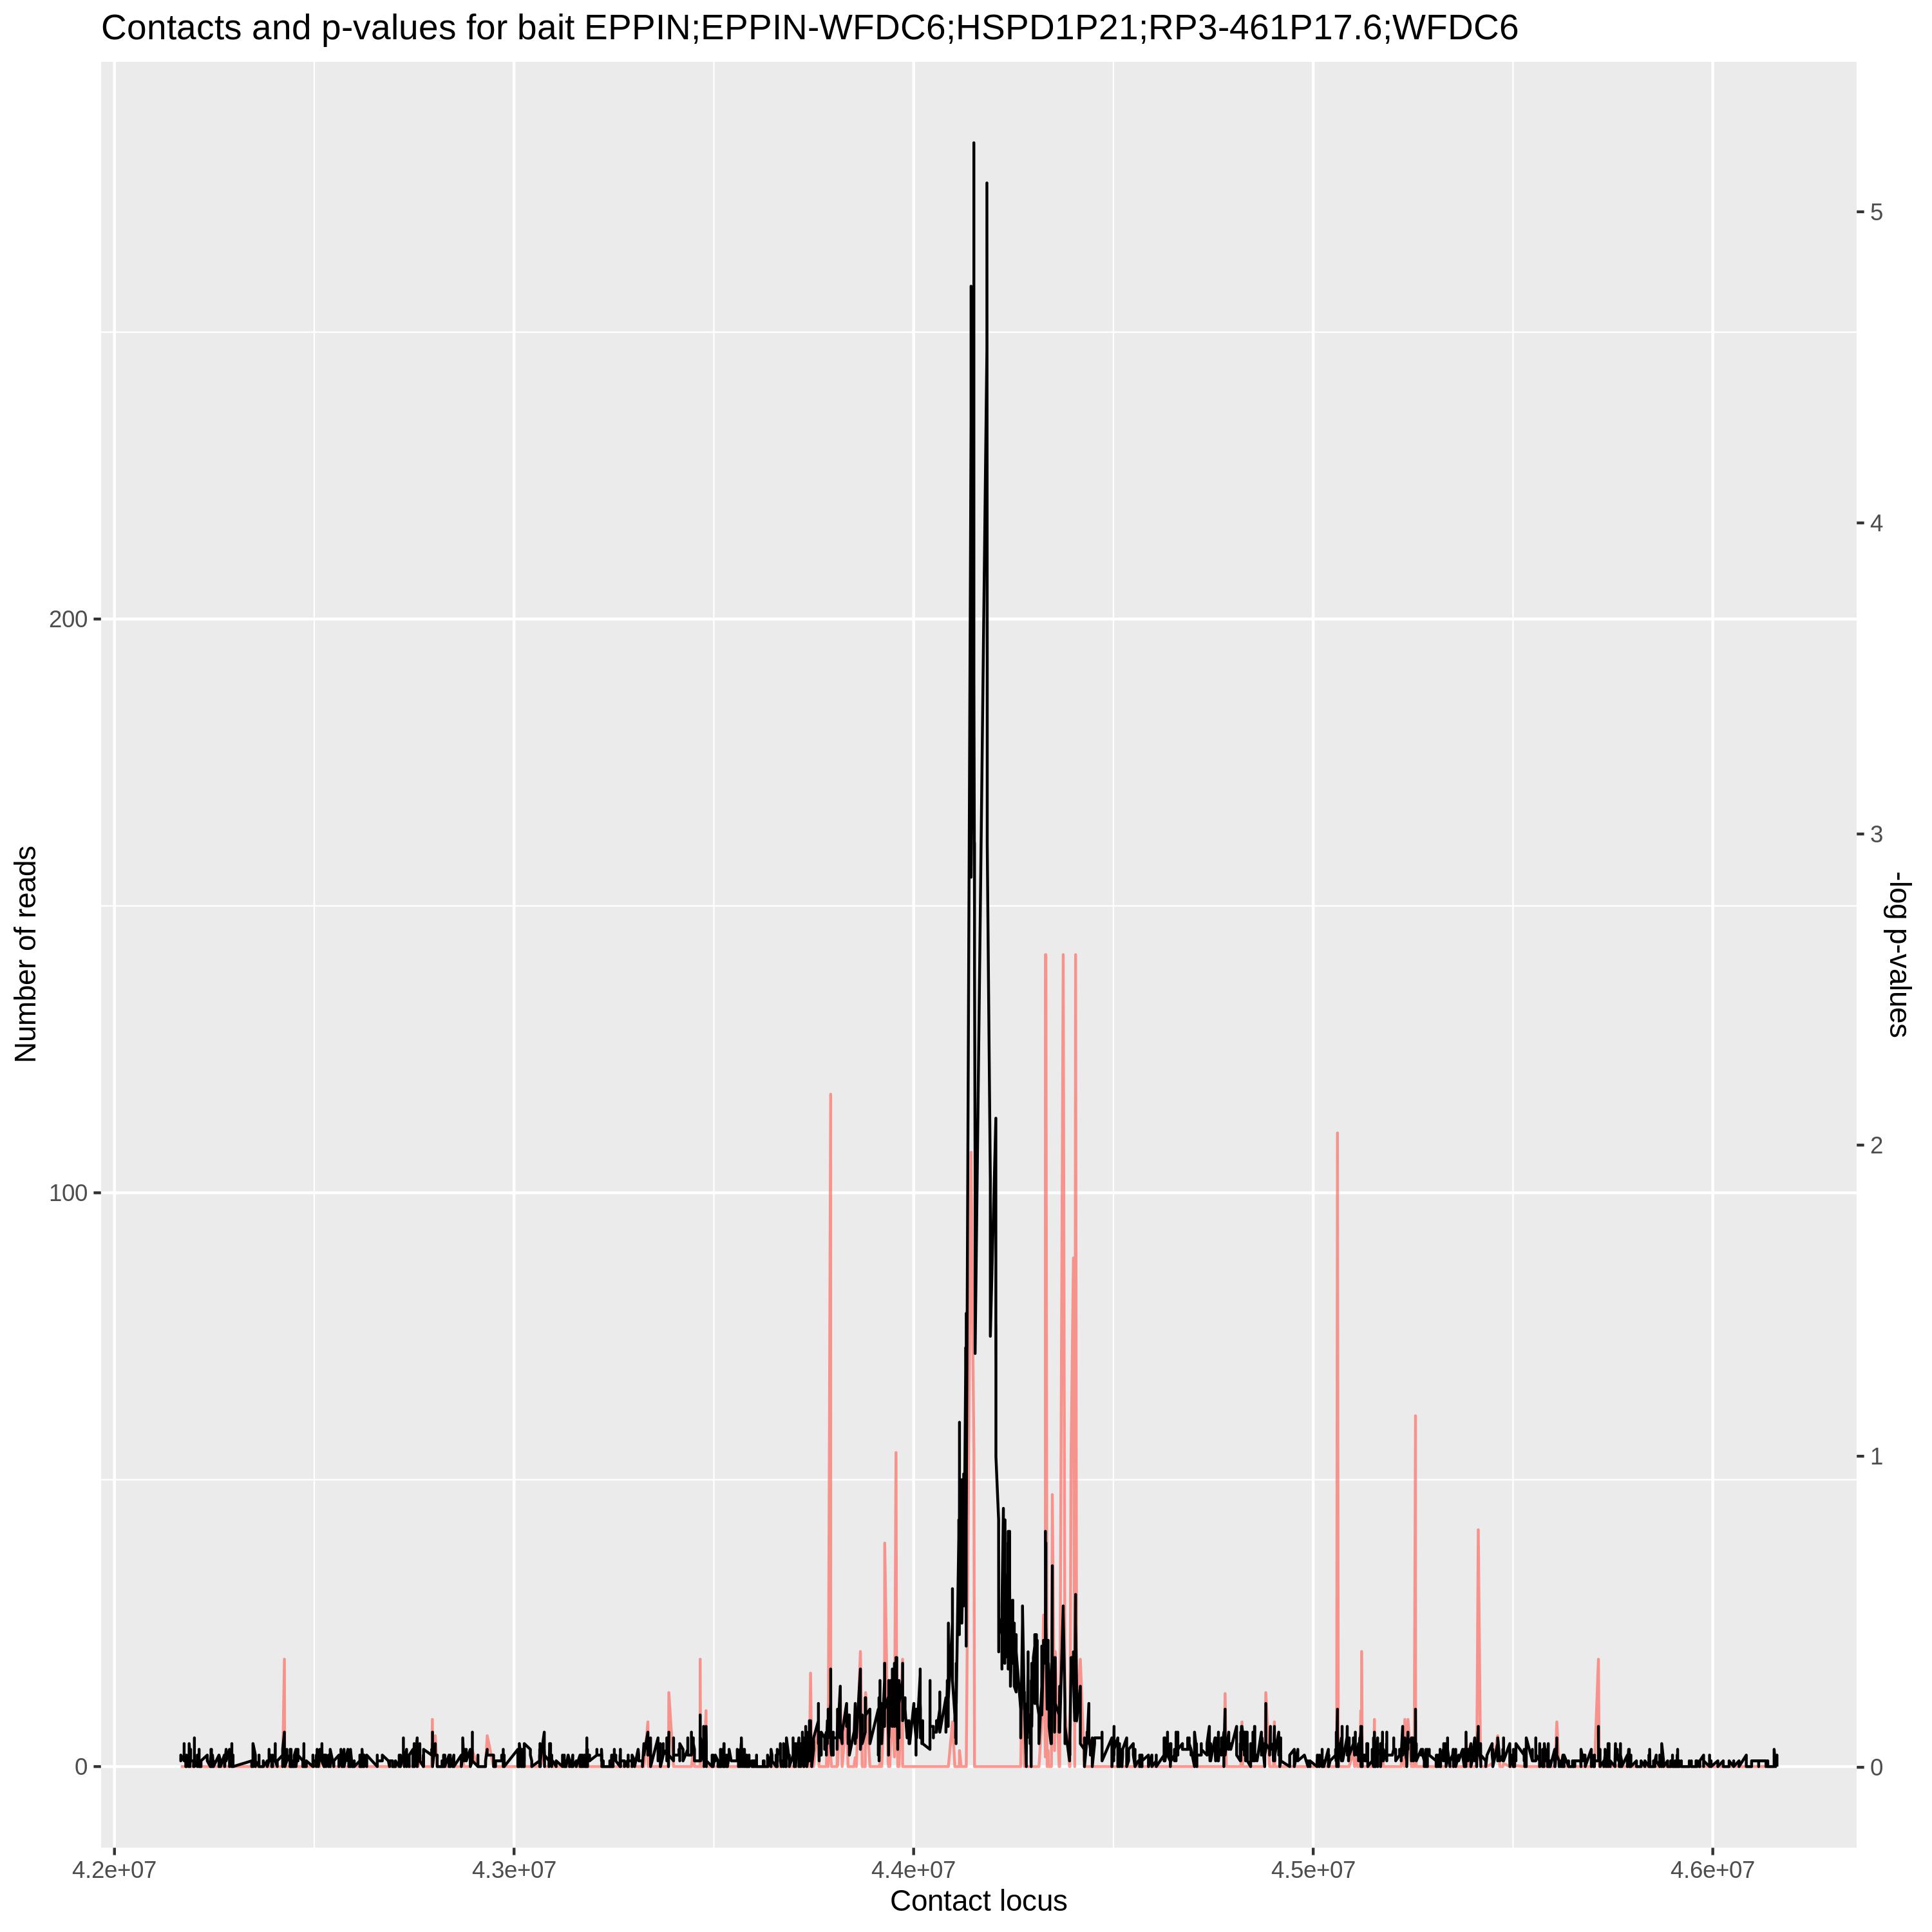 Contacts and p-values for bait EPPIN;EPPIN-WFDC6;HSPD1P21;RP3-461P17.6;WFDC6
Number of reads
200
100
0
5
4
3
2
1
0
-log p-values
4.2e+07
4.3e+07
4.4e+07
4.5e+07
4.6e+07
Contact locus